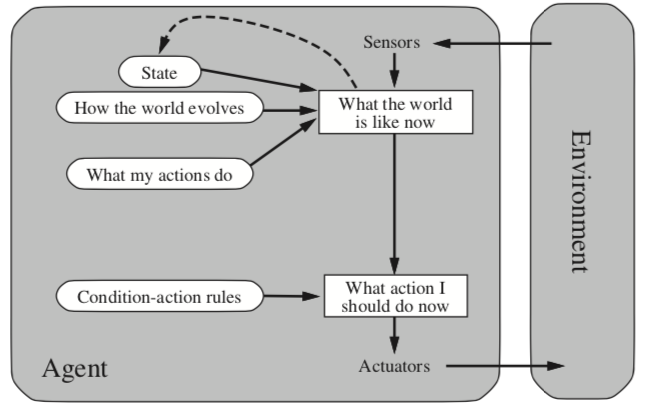 Sensors
State
How the world evolves
What the world
is like now
What my actions do
Environment
Condition-action rules
What action I
should do now
Agent
Actuators